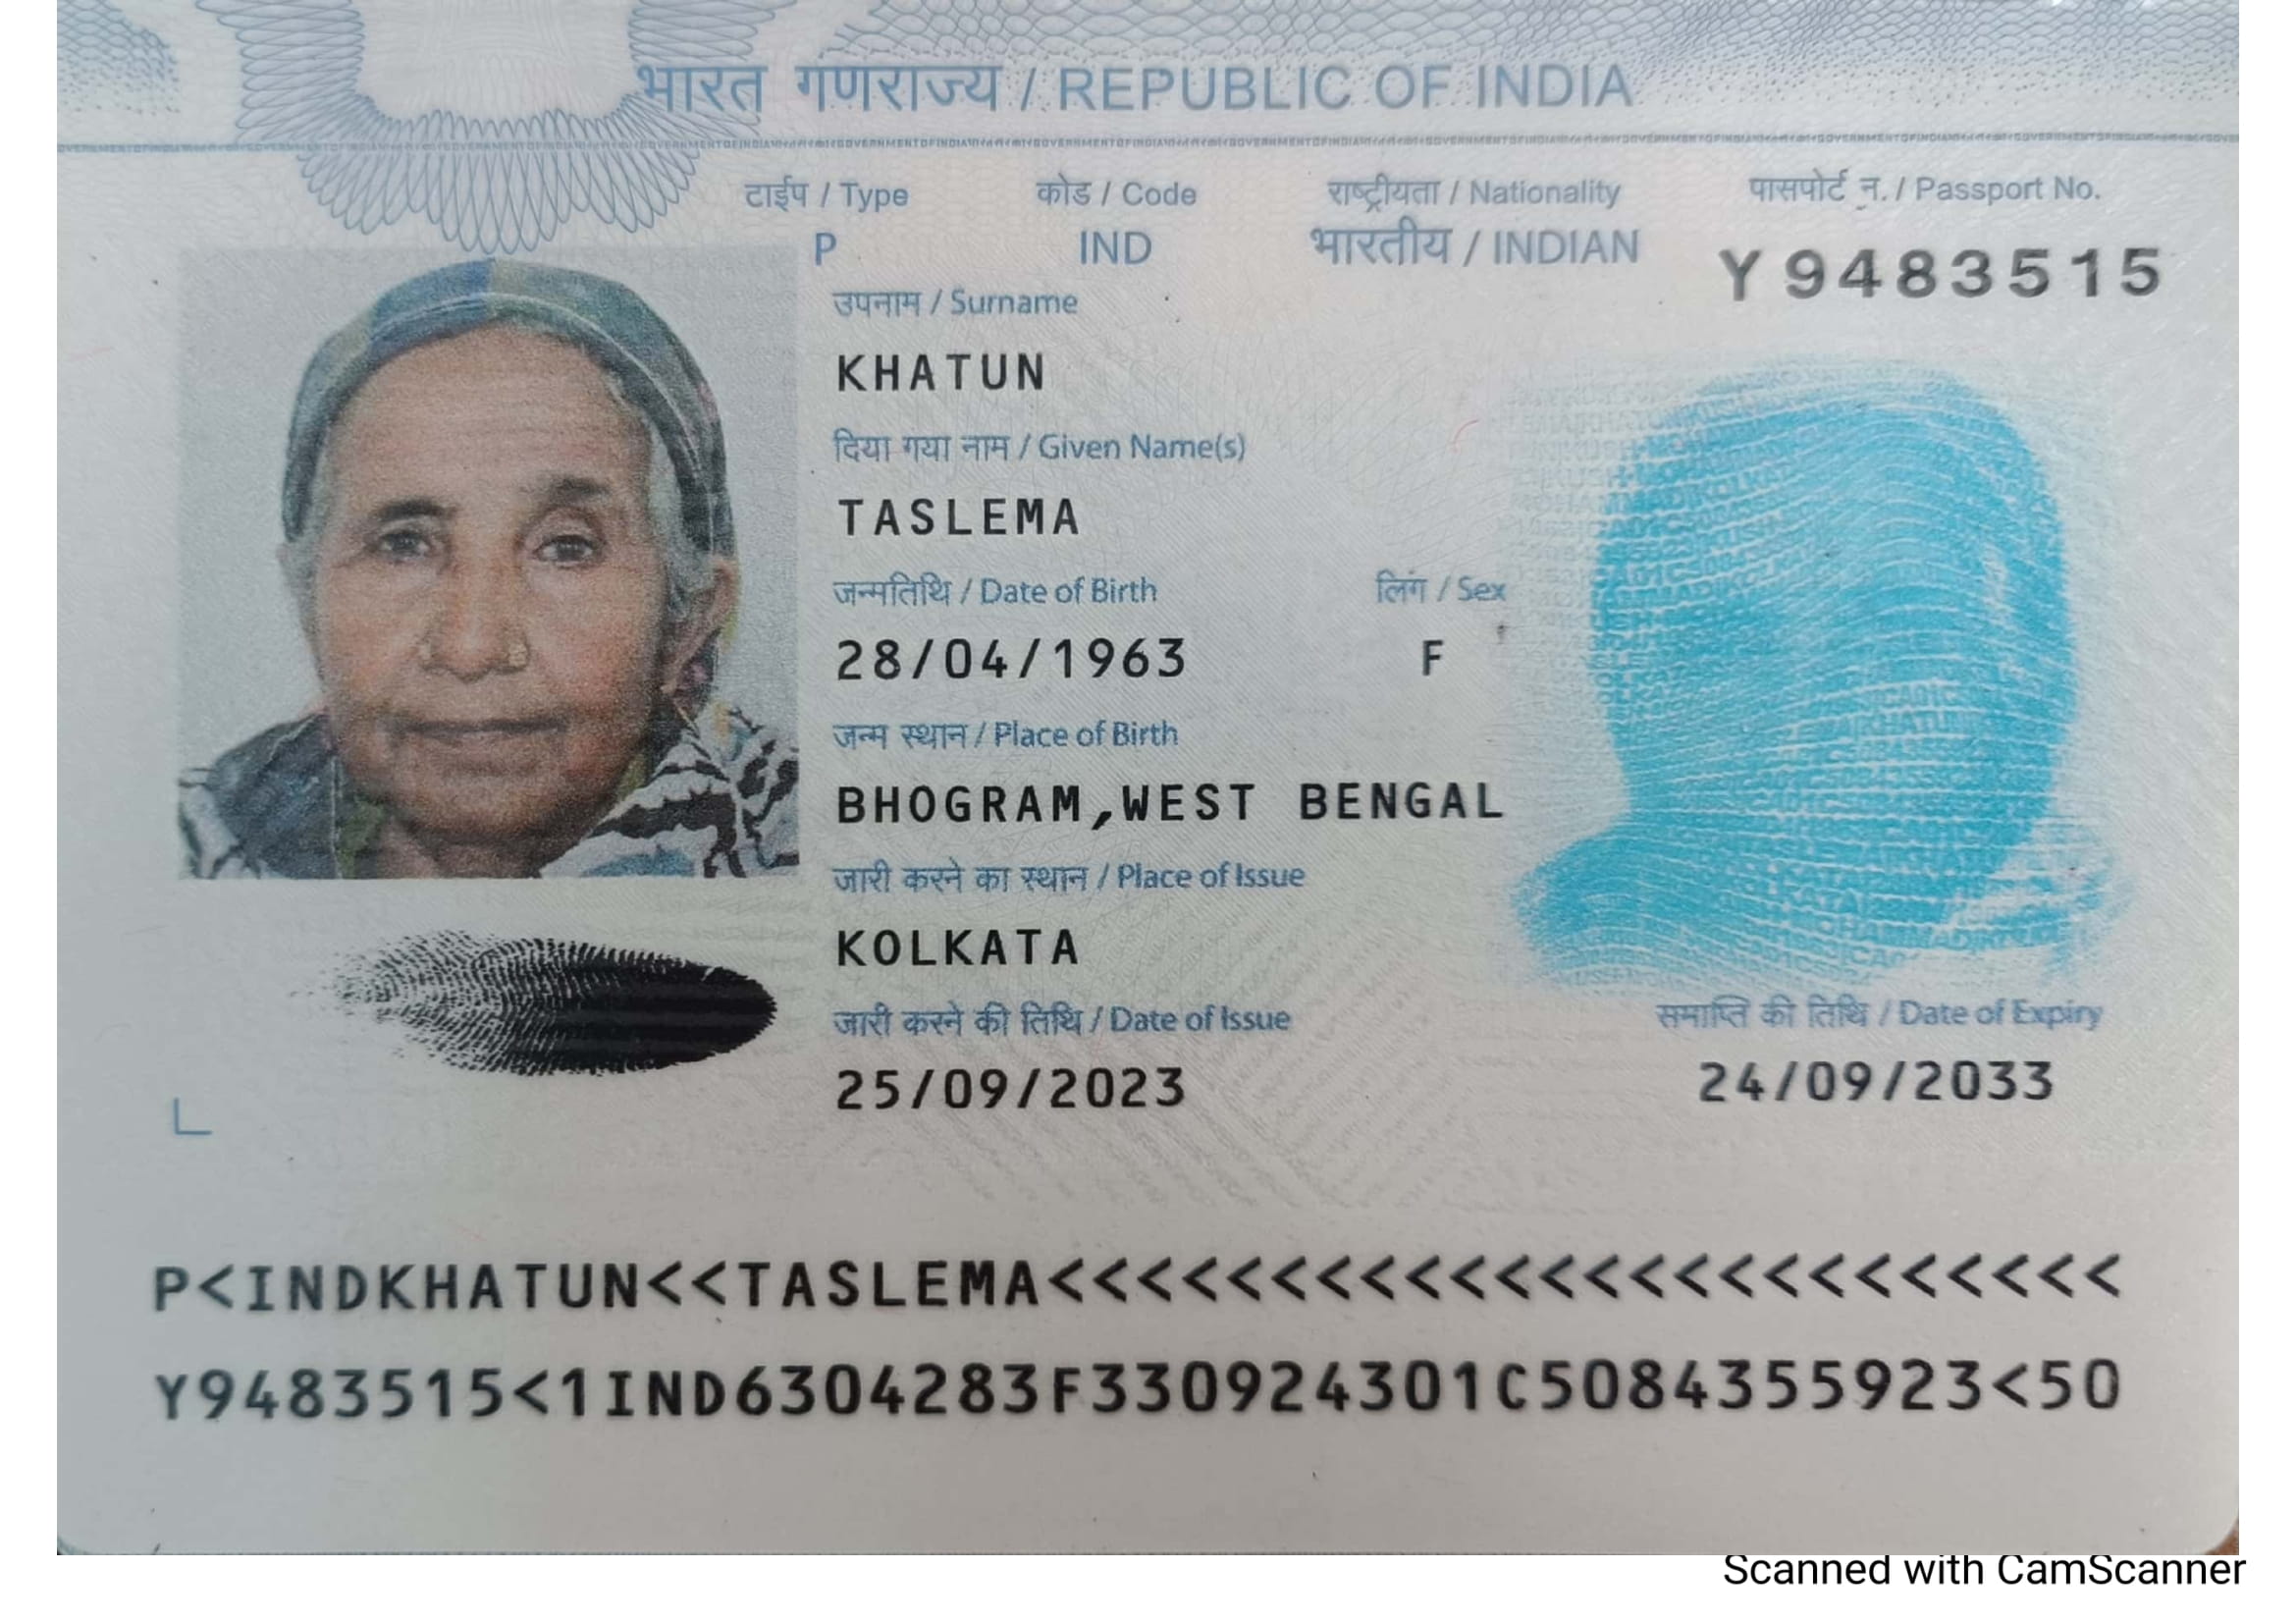 भारत गणराज्य / REPUBLIC OF INDIA
टाईप / Type
कोड / Code
राष्ट्रीयता / Nationality
पासपोर्ट न. / Passport No.
P
IND
भारतीय / INDIAN
Y9483515
उपनाम / Surname
KHATUN
दिया गया नाम / Given Name(s)
TASLEMA
जन्मतिथि / Date of Birth
लिंग / Sex
28/04/1963
F
जन्म स्थान / Place of Birth
BHOGRAM,WEST BENGAL
जारी करने का स्थान / Place of Issue
KOLKATA
जारी करने की तिथि / Date of Issue
समाप्ति की तिथि / Date of Expiry
25/09/2023
24/09/2033
P<INDKHATUN<<TASLEMA<<<<<<<<<<<<<<<<<<<<<<<<
Y9483515<1IND6304283F330924301C5084355923<50
Scanned with CamScanner